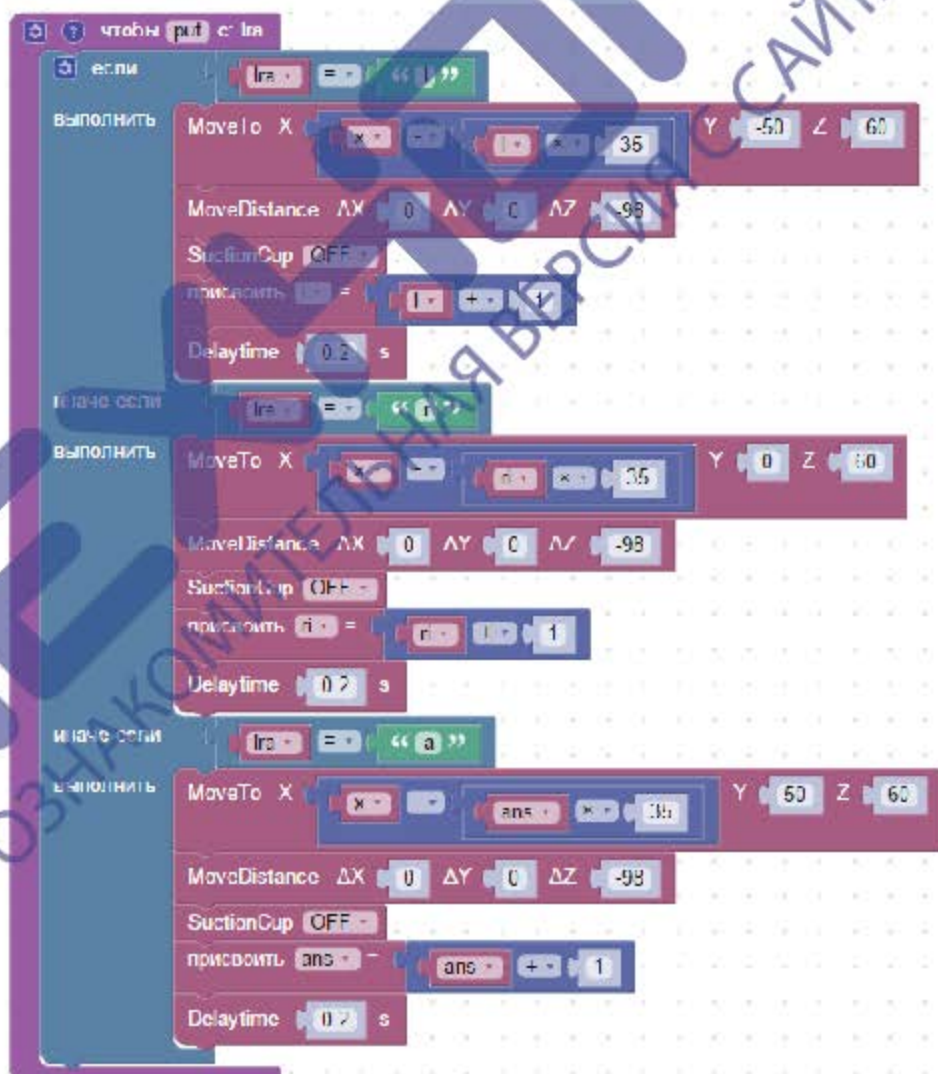 чтобы put с: lra
если lra = “ l ”
выполнить MoveTo X x - l × 35 Y -50 Z 60
MoveDistance ΔX 0 ΔY 0 ΔZ -98
SuctionCup OFF
присвоить l = l + 1
Delaytime 0.2 s
иначе если lra = “ r ”
выполнить MoveTo X x - ri × 35 Y 0 Z 60
MoveDistance ΔX 0 ΔY 0 ΔZ -98
SuctionCup OFF
присвоить ri = ri + 1
Delaytime 0.2 s
иначе если lra = “ a ”
выполнить MoveTo X x - ans × 35 Y 50 Z 60
MoveDistance ΔX 0 ΔY 0 ΔZ -98
SuctionCup OFF
присвоить ans = ans + 1
Delaytime 0.2 s
ОЗНАКОМИТЕЛЬНАЯ ВЕРСИЯ С САЙТ